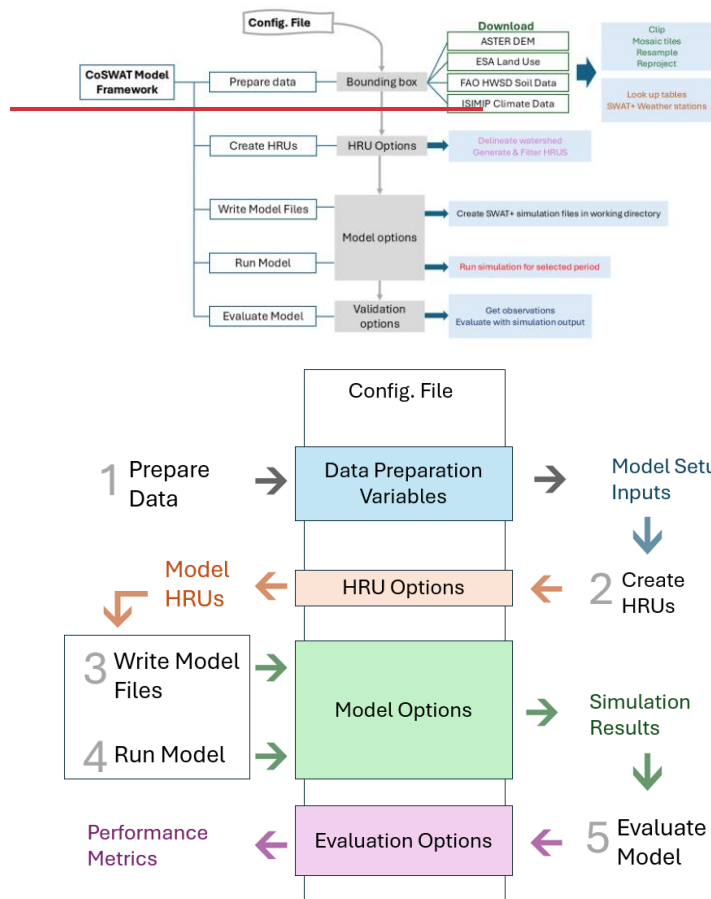 Config. File
Download
ASTER DEM
ESA Land Use
FAO HWSD Soil Data
ISIMIP Climate Data
Clip
Mosaic tiles
Resample
Reproject
Look up tables
SWAT+ Weather stations
CoSWAT Model
Framework
Prepare data
Bounding box
Create HRUs
HRU Options
Delineate watershed
Generate & Filter HRUS
Write Model Files
Model options
Create SWAT+ simulation files in working directory
Run Model
Run simulation for selected period
Evaluate Model
Validation
options
Get observations
Evaluate with simulation output
Config. File
1 Prepare
Data
Data Preparation
Variables
Model Setu
Inputs
Model
HRUs
HRU Options
2 Create
HRUs
3 Write Model
Files
4 Run Model
Model Options
Simulation
Results
Performance
Metrics
Evaluation Options
5 Evaluate
Model